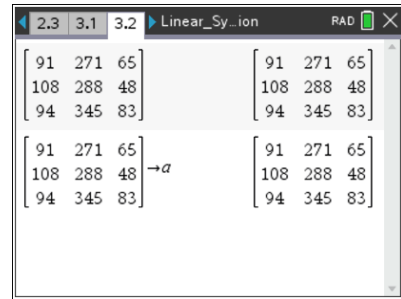 2.3 3.1 3.2 Linear_Sy...ion RAD
91 271 65 91 271 65
108 288 48 108 288 48
94 345 83 94 345 83
91 271 65 91 271 65
108 288 48 →a 108 288 48
94 345 83 94 345 83